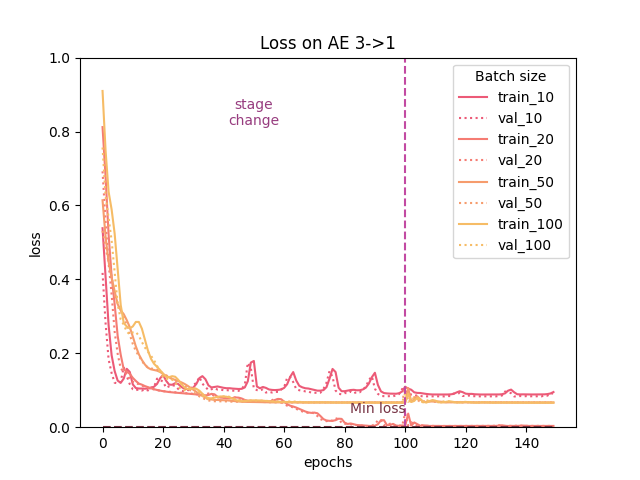 Loss on AE 3->1
1.0
0.8
0.6
0.4
0.2
0.0
loss
stage
change
Batch size
train_10
val_10
train_20
val_20
train_50
val_50
train_100
val_100
Min loss
0
20
40
60
80
100
120
140
epochs